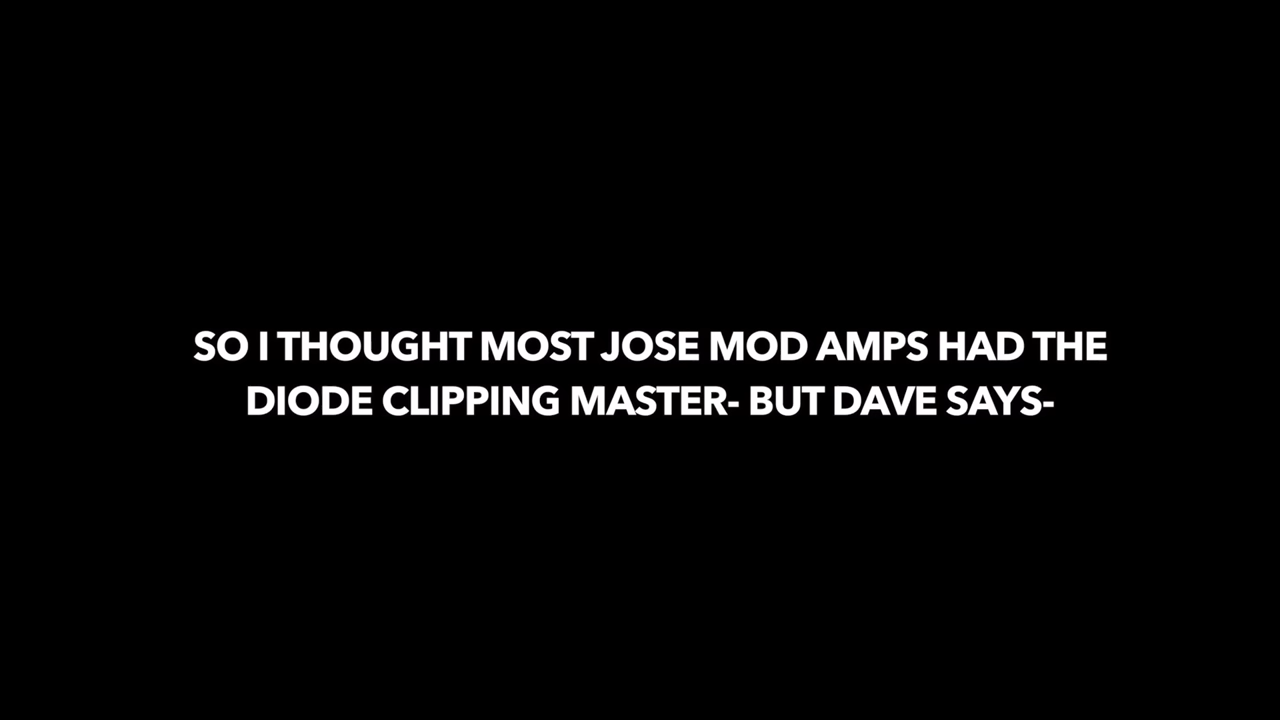 SO I THOUGHT MOST JOSE MOD AMPS HAD THE
DIODE CLIPPING MASTER- BUT DAVE SAYS-